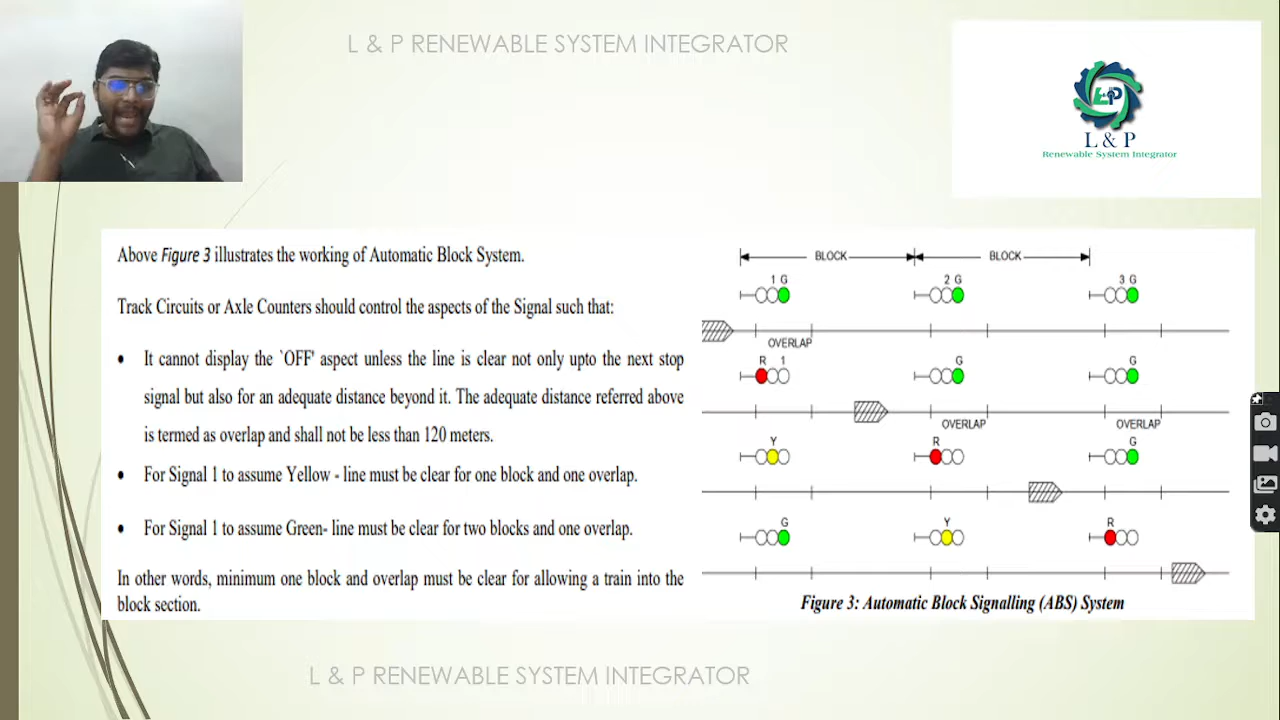 L & P RENEWABLE SYSTEM INTEGRATOR
L & P
L & P
Renewable System Integrator
Above Figure 3 illustrates the working of Automatic Block System.
Track Circuits or Axle Counters should control the aspects of the Signal such that:
• It cannot display the `OFF' aspect unless the line is clear not only upto the next stop
signal but also for an adequate distance beyond it. The adequate distance referred above
is termed as overlap and shall not be less than 120 meters.
• For Signal 1 to assume Yellow - line must be clear for one block and one overlap.
• For Signal 1 to assume Green- line must be clear for two blocks and one overlap.
In other words, minimum one block and overlap must be clear for allowing a train into the
block section.
BLOCK BLOCK
1 G 2 G 3 G
OVERLAP
R 1 G G
OVERLAP OVERLAP
Y R G
G Y R
Figure 3: Automatic Block Signalling (ABS) System
L & P RENEWABLE SYSTEM INTEGRATOR